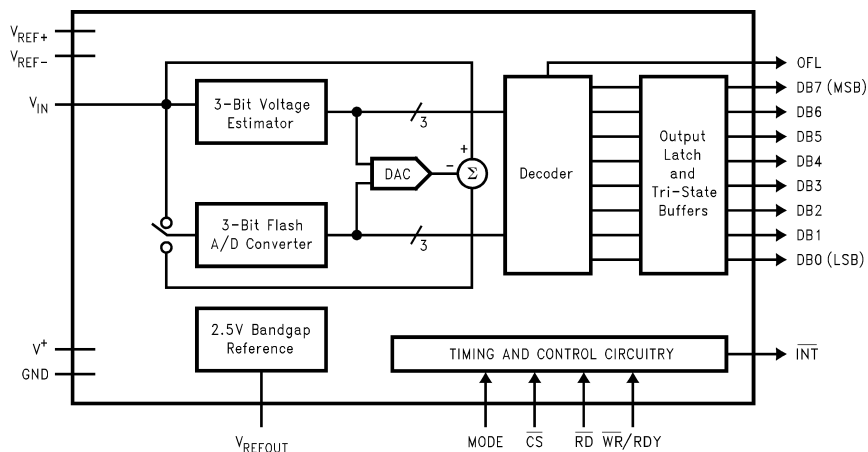 VREF+
VREF-
VIN
3-Bit Voltage
Estimator
3
+
-
DAC
Σ
3-Bit Flash
A/D Converter
3
Decoder
Output
Latch
and
Tri-State
Buffers
OFL
DB7 (MSB)
DB6
DB5
DB4
DB3
DB2
DB1
DB0 (LSB)
2.5V Bandgap
Reference
V+
GND
TIMING AND CONTROL CIRCUITRY
INT
VREFOUT
MODE
CS
RD
WR/RDY